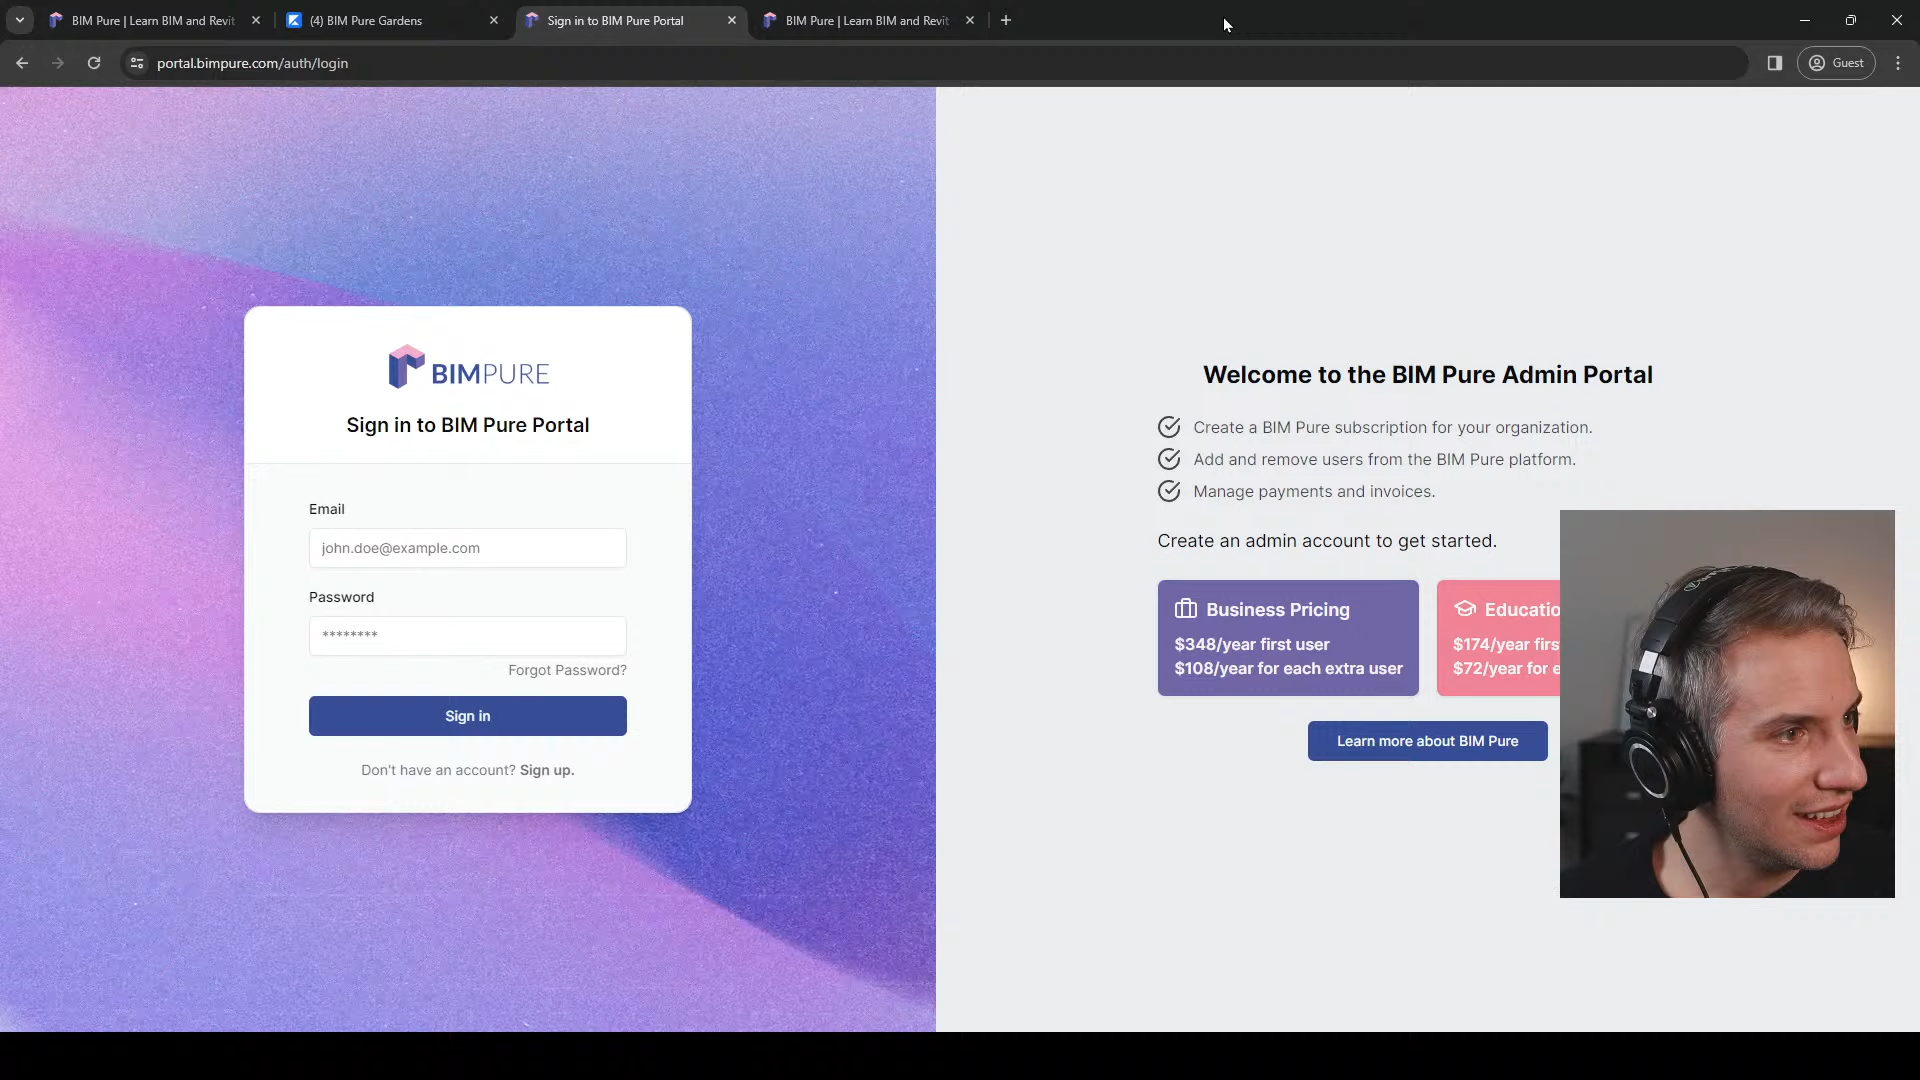 BIM Pure | Learn BIM and Revit
(4) BIM Pure Gardens
Sign in to BIM Pure Portal
BIM Pure | Learn BIM and Revit
portal.bimpure.com/auth/login
Guest
BIMPURE
Sign in to BIM Pure Portal
Email
john.doe@example.com
Password
********
Forgot Password?
Sign in
Don't have an account? Sign up.
Welcome to the BIM Pure Admin Portal
Create a BIM Pure subscription for your organization.
Add and remove users from the BIM Pure platform.
Manage payments and invoices.
Create an admin account to get started.
Business Pricing
$348/year first user
$108/year for each extra user
Educatio
$174/year firs
$72/year for e
Learn more about BIM Pure